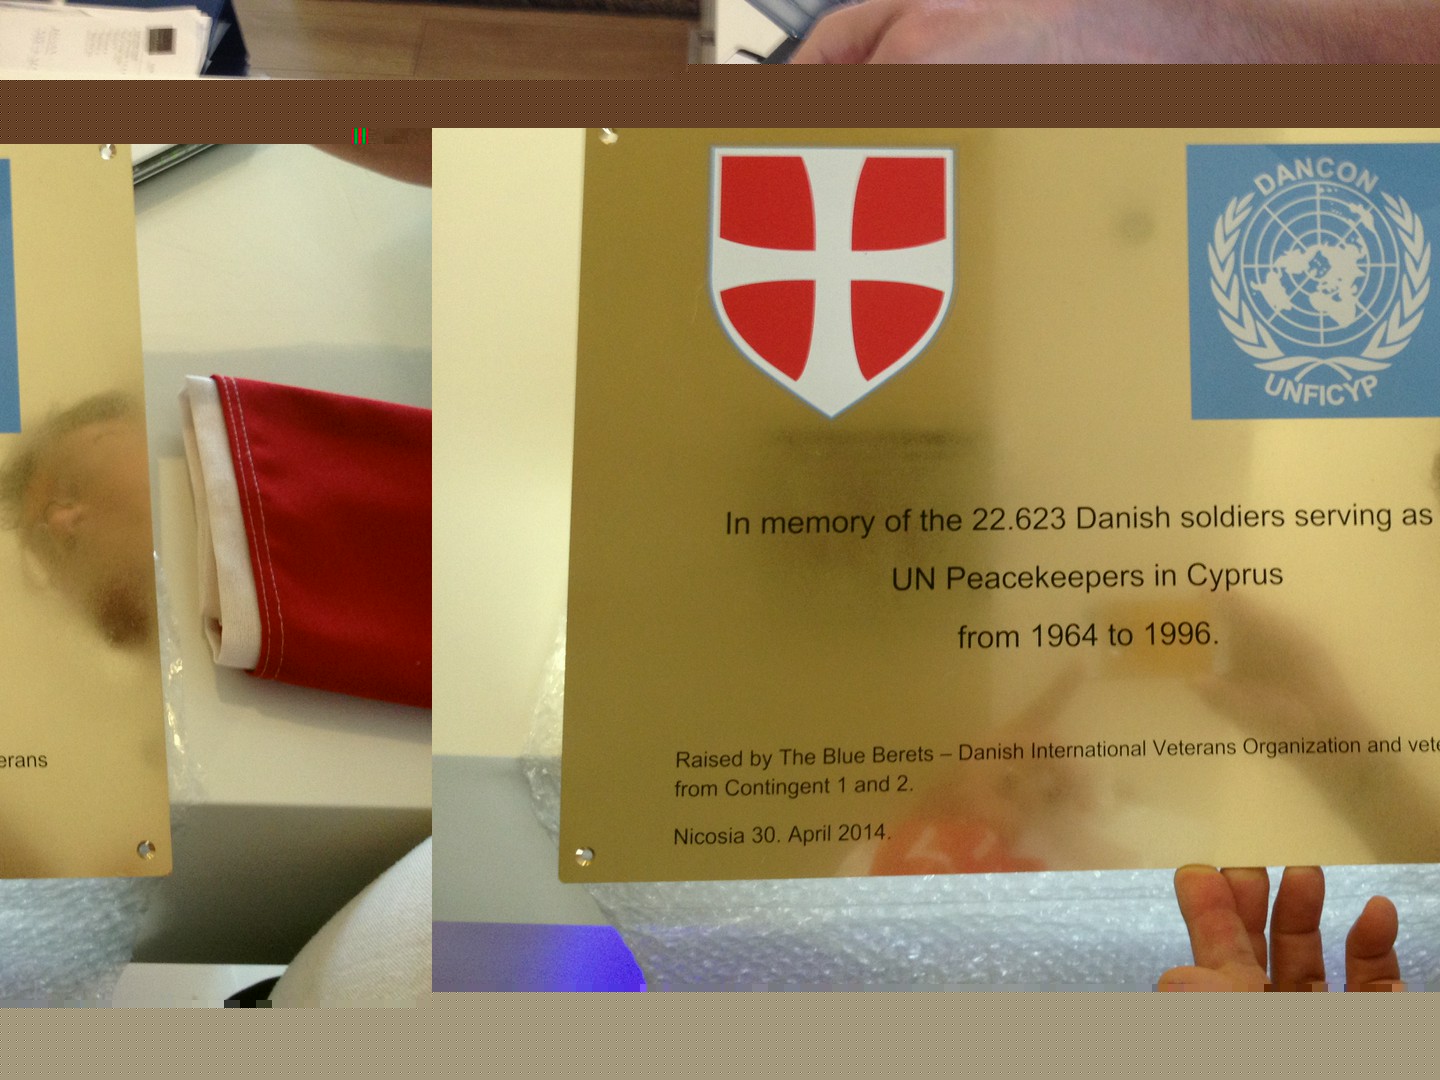 DANCON
UNFICYP
In memory of the 22.623 Danish soldiers serving as
UN Peacekeepers in Cyprus
from 1964 to 1996.
Raised by The Blue Berets – Danish International Veterans Organization and vete
from Contingent 1 and 2.
Nicosia 30. April 2014.
erans